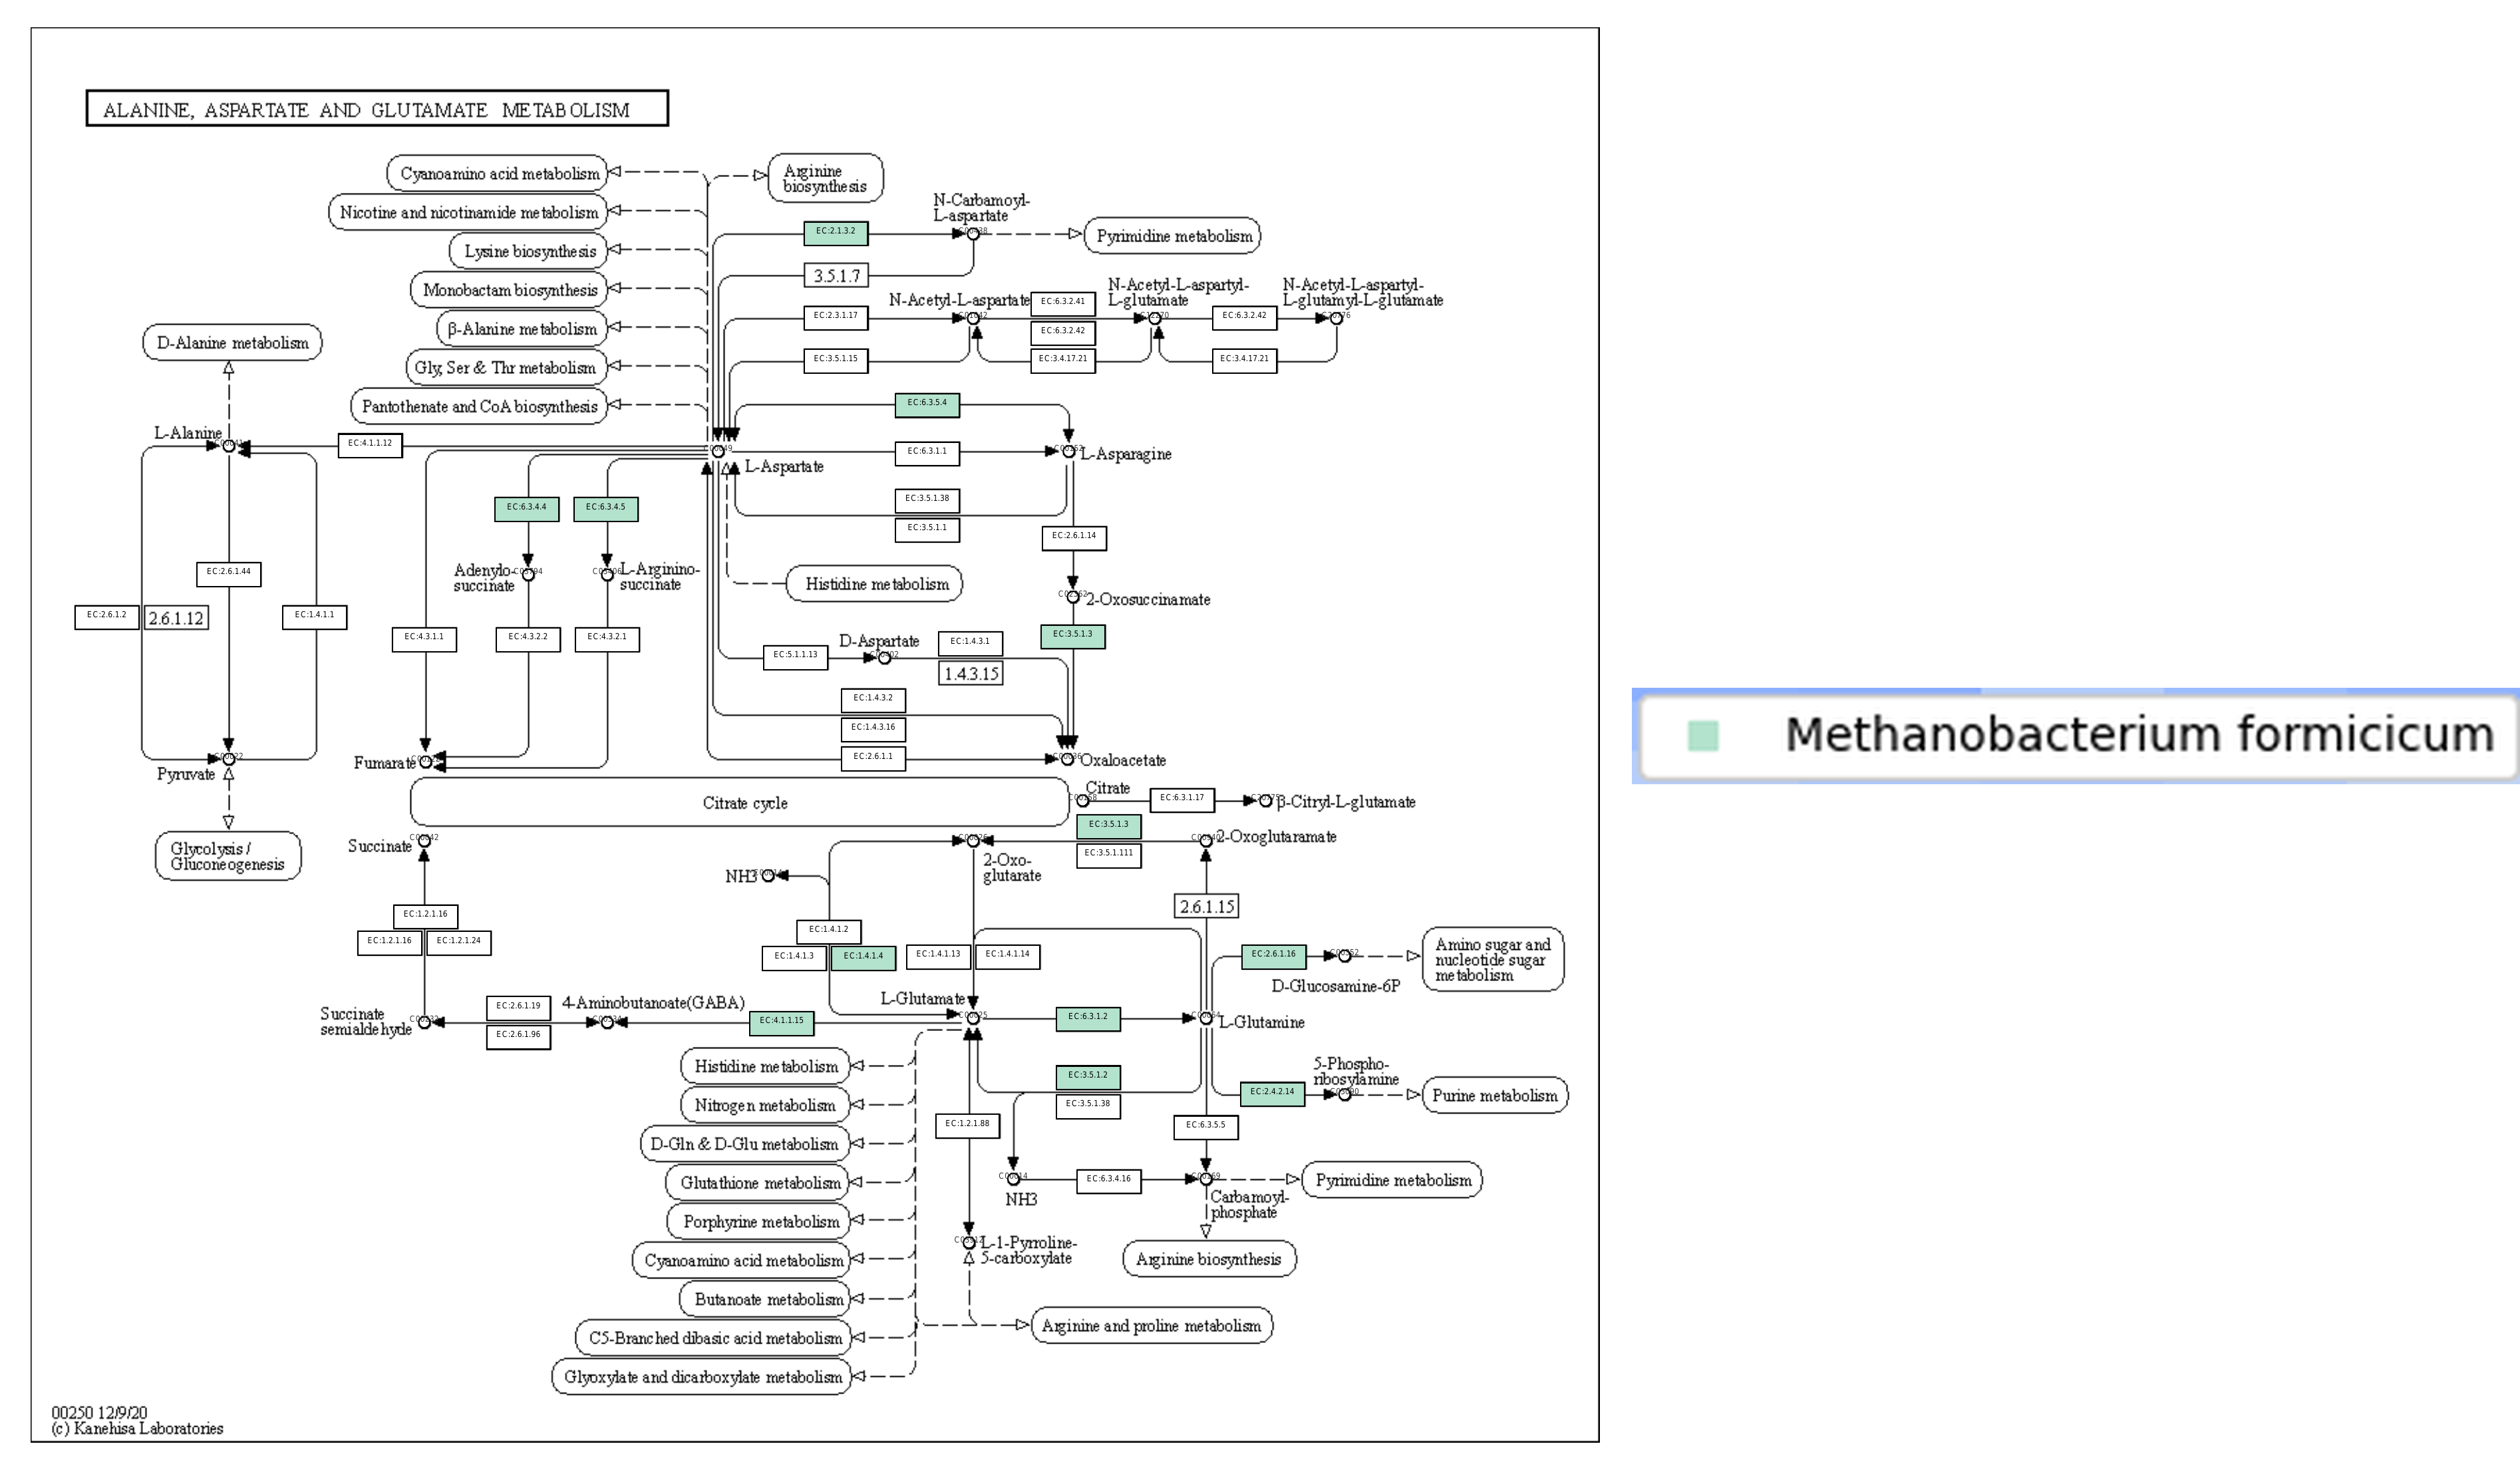 ALANINE, ASPARTATE AND GLUTAMATE METABOLISM
Cyanoamino acid metabolism
Arginine
biosynthesis
Nicotine and nicotinamide metabolism
N-Carbamoyl-
L-aspartate
EC:2.1.3.2
Pyrimidine metabolism
Lysine biosynthesis
3.5.1.7
Monobactam biosynthesis
N-Acetyl-L-aspartate
EC:6.3.2.41
N-Acetyl-L-aspartyl-
L-glutamate
N-Acetyl-L-aspartyl-
L-glutamyl-L-glutamate
β-Alanine metabolism
EC:2.3.1.17
EC:6.3.2.42
EC:6.3.2.42
D-Alanine metabolism
Gly, Ser & Thr metabolism
EC:3.5.1.15
EC:3.4.17.21
EC:3.4.17.21
Pantothenate and CoA biosynthesis
EC:6.3.5.4
L-Alanine
EC:4.1.1.12
EC:6.3.1.1
L-Asparagine
L-Aspartate
EC:6.3.4.4
EC:6.3.4.5
EC:3.5.1.38
EC:3.5.1.1
EC:2.6.1.14
EC:2.6.1.44
Adenylo-
succinate
L-Arginino-
succinate
Histidine metabolism
2-Oxosuccinamate
EC:2.6.1.2
2.6.1.12
EC:1.4.1.1
EC:4.3.1.1
EC:4.3.2.2
EC:4.3.2.1
D-Aspartate
EC:1.4.3.1
EC:3.5.1.3
EC:5.1.1.13
1.4.3.15
EC:1.4.3.2
EC:1.4.3.16
EC:2.6.1.1
Pyruvate
Fumarate
Oxaloacetate
Citrate cycle
Citrate
EC:6.3.1.17
β-Citryl-L-glutamate
Glycolysis /
Gluconeogenesis
Succinate
EC:3.5.1.3
EC:3.5.1.111
2-Oxoglutaramate
NH3
2-Oxo-
glutarate
EC:1.2.1.16
EC:1.2.1.16
EC:1.2.1.24
EC:1.4.1.2
EC:1.4.1.3
EC:1.4.1.4
EC:1.4.1.13
EC:1.4.1.14
2.6.1.15
EC:2.6.1.16
Amino sugar and
nucleotide sugar
metabolism
D-Glucosamine-6P
Succinate
semialdehyde
EC:2.6.1.19
EC:2.6.1.96
4-Aminobutanoate(GABA)
EC:4.1.1.15
L-Glutamate
EC:6.3.1.2
L-Glutamine
Histidine metabolism
EC:3.5.1.2
EC:3.5.1.38
5-Phospho-
ribosylamine
EC:2.4.2.14
Purine metabolism
Nitrogen metabolism
EC:1.2.1.88
EC:6.3.5.5
D-Gln & D-Glu metabolism
Glutathione metabolism
NH3
EC:6.3.4.16
Carbamoyl-
phosphate
Pyrimidine metabolism
Porphyrine metabolism
Cyanoamino acid metabolism
L-1-Pyrroline-
5-carboxylate
Arginine biosynthesis
Butanoate metabolism
C5-Branched dibasic acid metabolism
Arginine and proline metabolism
Glyoxylate and dicarboxylate metabolism
00250 12/9/20
(c) Kanehisa Laboratories
Methanobacterium formicicum